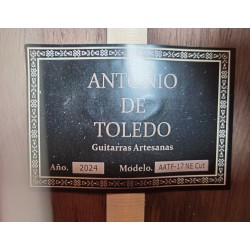 ANTONIO
DE
TOLEDO
Guitarras Artesanas
Año. 2024 Modelo. AATF-17 NE Cut